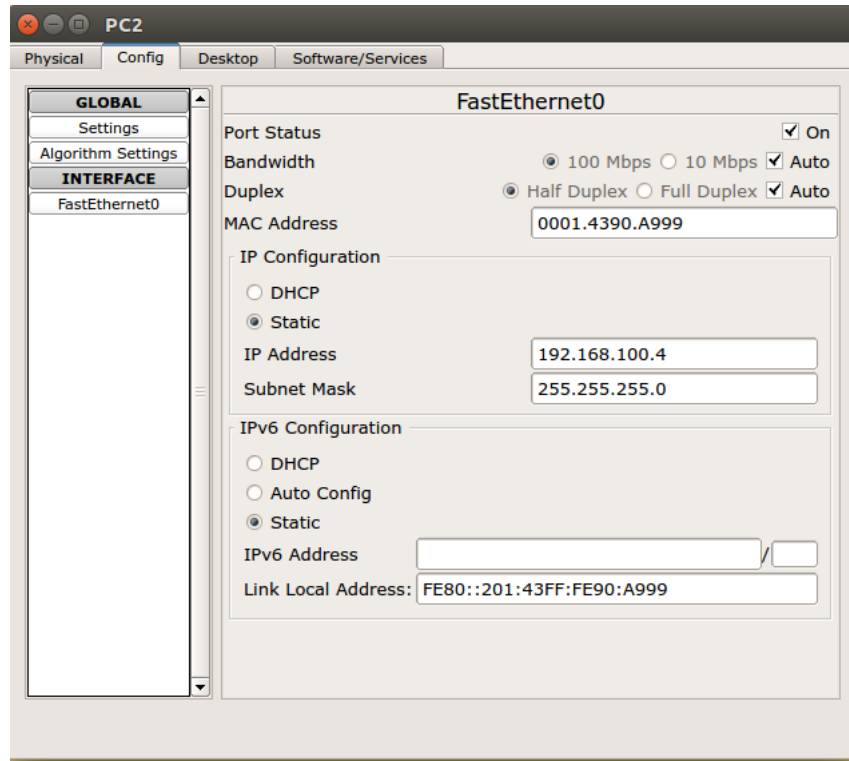 PC2
Physical Config Desktop Software/Services
GLOBAL
Settings
Algorithm Settings
INTERFACE
FastEthernet0
FastEthernet0
Port Status On
Bandwidth 100 Mbps 10 Mbps Auto
Duplex Half Duplex Full Duplex Auto
MAC Address 0001.4390.A999
IP Configuration
DHCP
Static
IP Address 192.168.100.4
Subnet Mask 255.255.255.0
IPv6 Configuration
DHCP
Auto Config
Static
IPv6 Address /
Link Local Address: FE80::201:43FF:FE90:A999